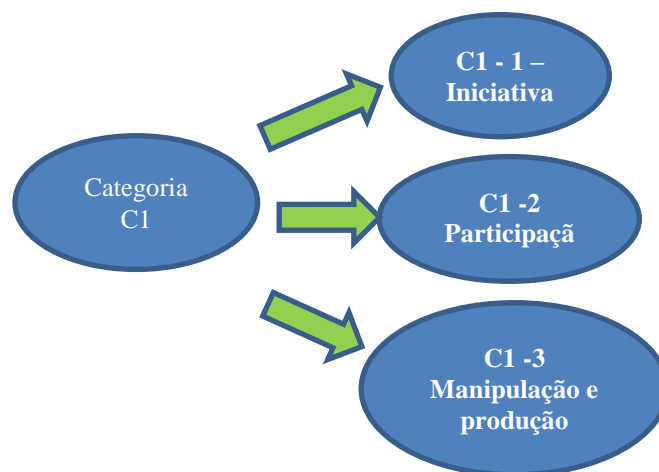 C1 - 1 –
Iniciativa
Categoria
C1
C1 -2
Participaçã
C1 -3
Manipulação e
produção